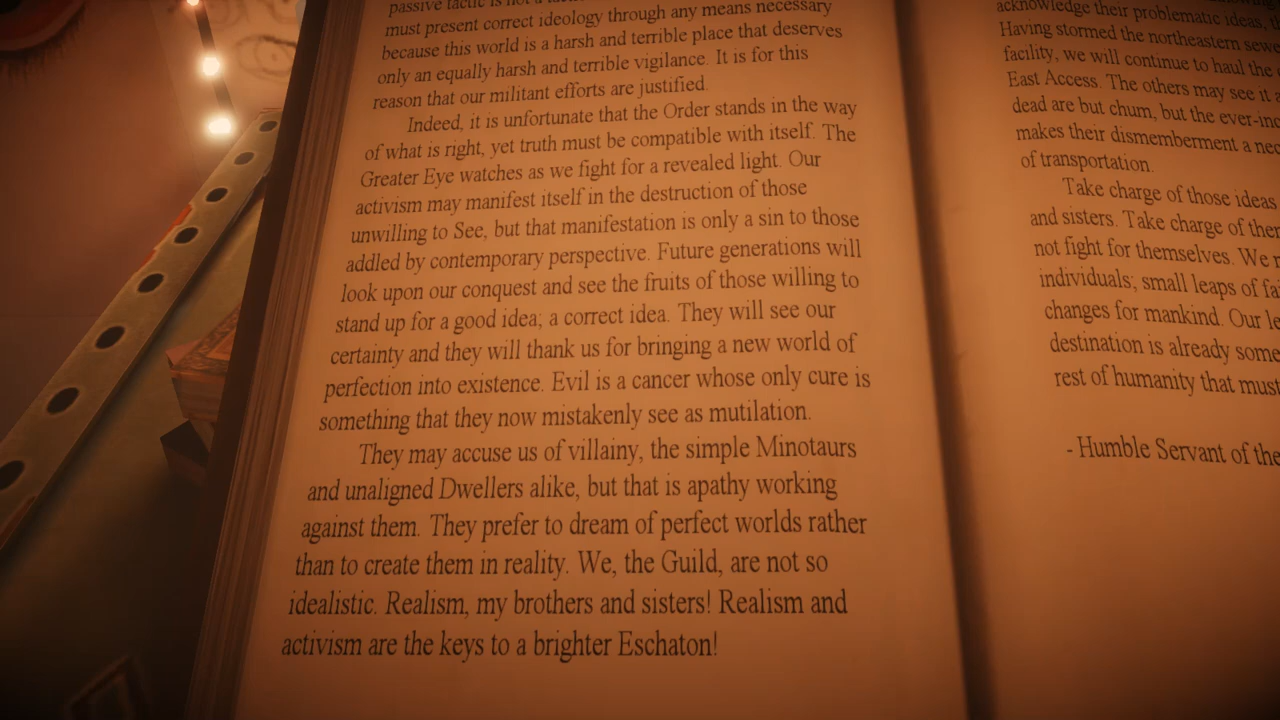 passive tactic is not a
must present correct ideology through any means necessary
because this world is a harsh and terrible place that deserves
only an equally harsh and terrible vigilance. It is for this
reason that our militant efforts are justified.
Indeed, it is unfortunate that the Order stands in the way
of what is right, yet truth must be compatible with itself. The
Greater Eye watches as we fight for a revealed light. Our
activism may manifest itself in the destruction of those
unwilling to See, but that manifestation is only a sin to those
addled by contemporary perspective. Future generations will
look upon our conquest and see the fruits of those willing to
stand up for a good idea; a correct idea. They will see our
certainty and they will thank us for bringing a new world of
perfection into existence. Evil is a cancer whose only cure is
something that they now mistakenly see as mutilation.
They may accuse us of villainy, the simple Minotaurs
and unaligned Dwellers alike, but that is apathy working
against them. They prefer to dream of perfect worlds rather
than to create them in reality. We, the Guild, are not so
idealistic. Realism, my brothers and sisters! Realism and
activism are the keys to a brighter Eschaton!
acknowledge their problematic ideas,
Having stormed the northeastern
facility, we will continue to haul the
East Access. The others may see it
dead are but chum, but the
makes their dismemberment a
of transportation.
Take charge of those ideas
and sisters. Take charge of
not fight for themselves. We
individuals; small leaps of
changes for mankind. Our
destination is already
rest of humanity that must
- Humble Servant of the